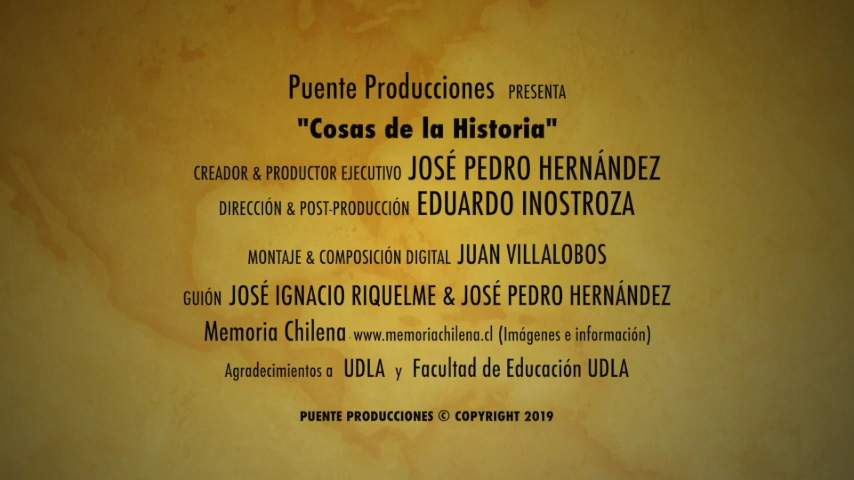 Puente Producciones PRESENTA
"Cosas de la Historia"
CREADOR & PRODUCTOR EJECUTIVO JOSÉ PEDRO HERNÁNDEZ
DIRECCIÓN & POST-PRODUCCIÓN EDUARDO INOSTROZA
MONTAJE & COMPOSICIÓN DIGITAL JUAN VILLALOBOS
GUIÓN JOSÉ IGNACIO RIQUELME & JOSÉ PEDRO HERNÁNDEZ
Memoria Chilena - www.memoriachilena.cl (Imágenes e información)
Agradecimientos a UDLA y Facultad de Educación UDLA
PUENTE PRODUCCIONES © COPYRIGHT 2019